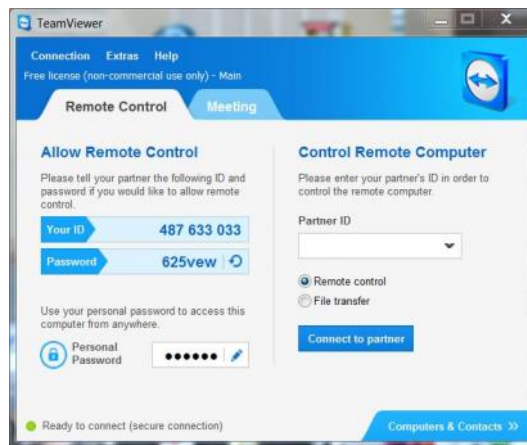 TeamViewer
Connection Extras Help
Free license (non-commercial use only) - Main
Remote Control
Meeting
Allow Remote Control
Please tell your partner the following ID and
password if you would like to allow remote
control.
Your ID
487 633 033
Password
625vew
Use your personal password to access this
computer from anywhere.
Personal
Password
●●●●●●
Control Remote Computer
Please enter your partner's ID in order to
control the remote computer.
Partner ID
Remote control
File transfer
Connect to partner
Ready to connect (secure connection)
Computers & Contacts >>